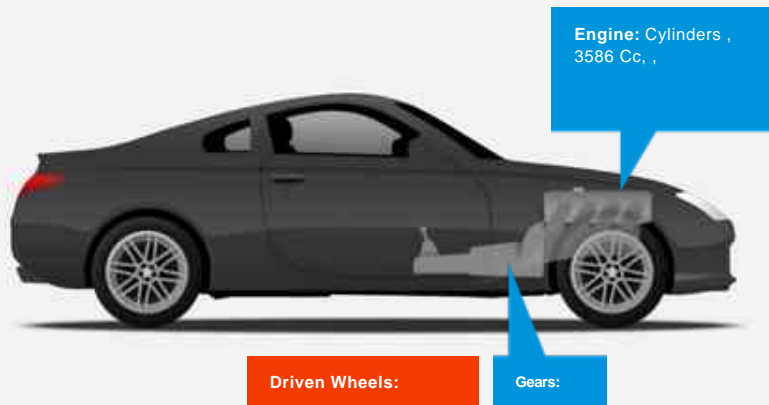 Engine: Cylinders ,
3586 Cc, ,
Driven Wheels:
Gears: